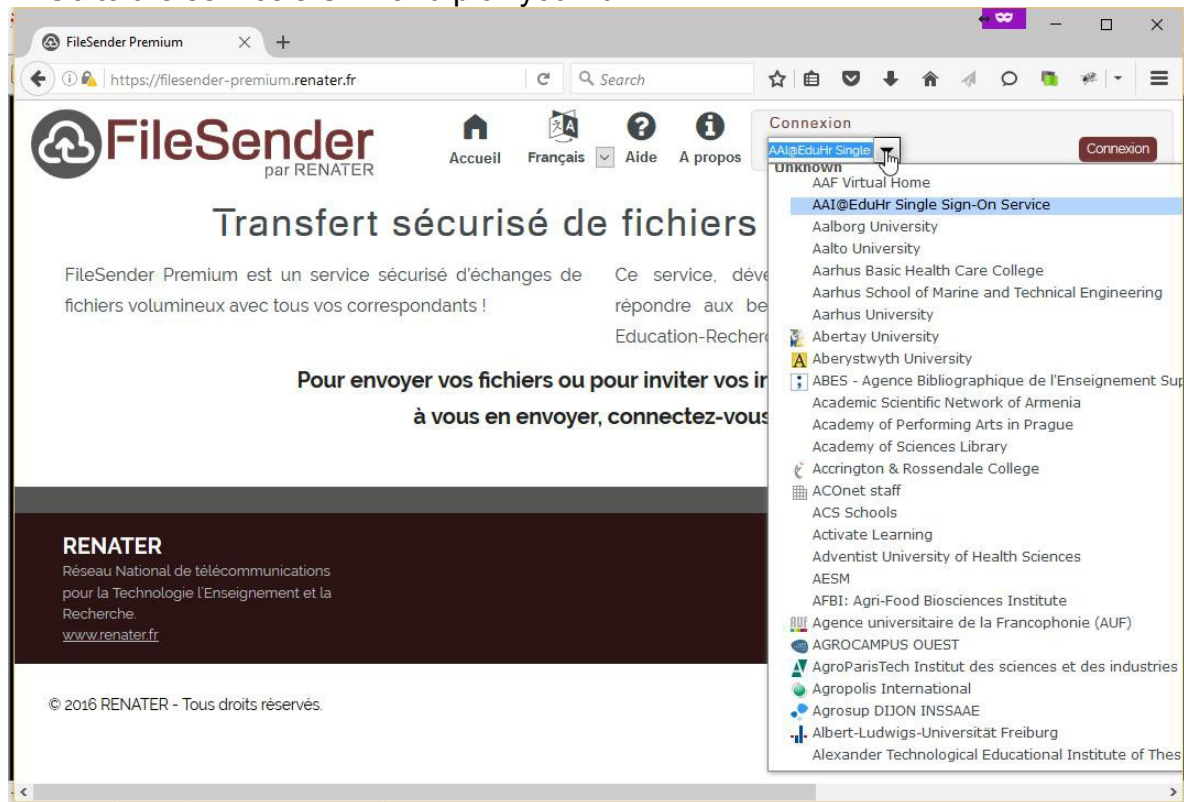 FileSender Premium
https://filesender-premium.renater.fr
Search
FileSender
par RENATER
Accueil
Français
Aide
A propos
Connexion
AAI@EduHr Single
Connexion
Unknown
AAF Virtual Home
AAI@EduHr Single Sign-On Service
Aalborg University
Aalto University
Aarhus Basic Health Care College
Aarhus School of Marine and Technical Engineering
Aarhus University
Abertay University
Aberystwyth University
ABES - Agence Bibliographique de l'Enseignement Sup
Academic Scientific Network of Armenia
Academy of Performing Arts in Prague
Academy of Sciences Library
Accrington & Rossendale College
ACOnet staff
ACS Schools
Activate Learning
Adventist University of Health Sciences
AESM
AFBI: Agri-Food Biosciences Institute
Agence universitaire de la Francophonie (AUF)
AGROCAMPUS OUEST
AgroParisTech Institut des sciences et des industries
Agropolis International
Agrosup DIJON INSSAAE
Albert-Ludwigs-Universität Freiburg
Alexander Technological Educational Institute of Thes
Transfert sécurisé de fichiers
FileSender Premium est un service sécurisé d'échanges de
fichiers volumineux avec tous vos correspondants !
Ce service, déve
répondre aux be
Education-Recher
Pour envoyer vos fichiers ou pour inviter vos in
à vous en envoyer, connectez-vous
RENATER
Réseau National de télécommunications
pour la Technologie l'Enseignement et la
Recherche.
www.renater.fr
© 2016 RENATER - Tous droits réservés.